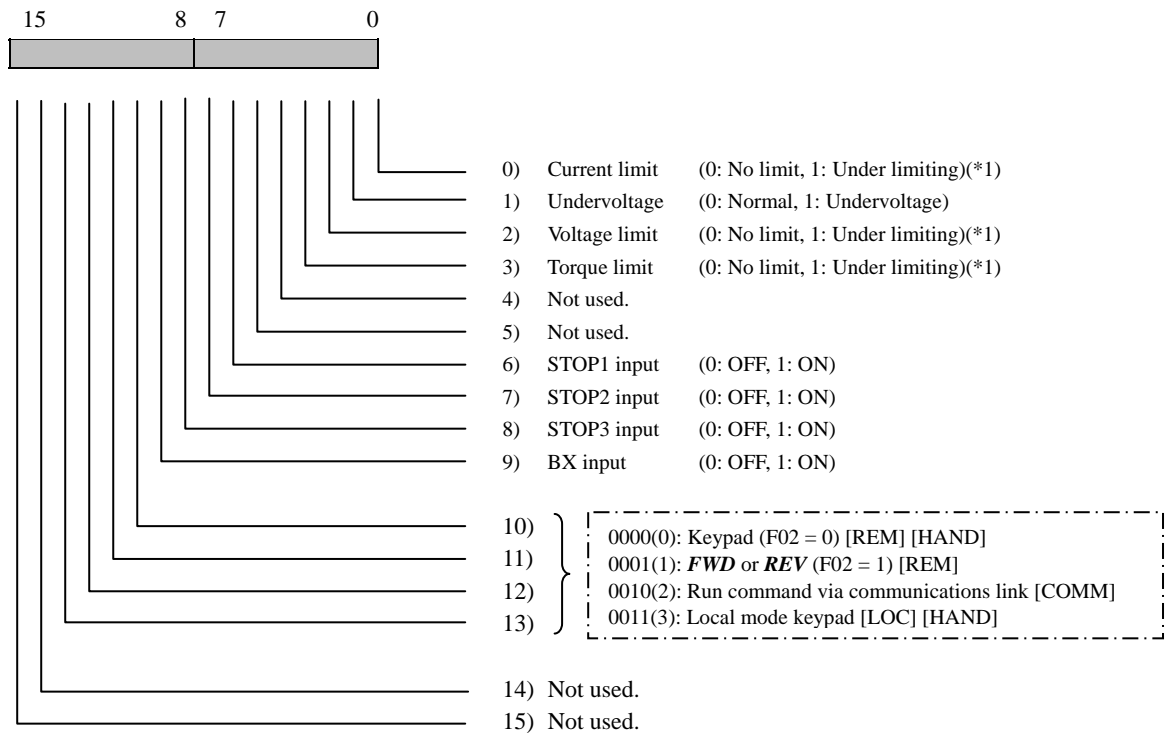 15 8 7 0
0) Current limit (0: No limit, 1: Under limiting)(*1)
1) Undervoltage (0: Normal, 1: Undervoltage)
2) Voltage limit (0: No limit, 1: Under limiting)(*1)
3) Torque limit (0: No limit, 1: Under limiting)(*1)
4) Not used.
5) Not used.
6) STOP1 input (0: OFF, 1: ON)
7) STOP2 input (0: OFF, 1: ON)
8) STOP3 input (0: OFF, 1: ON)
9) BX input (0: OFF, 1: ON)
10)
11)
12)
13)
0000(0): Keypad (F02 = 0) [REM] [HAND]
0001(1): FWD or REV (F02 = 1) [REM]
0010(2): Run command via communications link [COMM]
0011(3): Local mode keypad [LOC] [HAND]
14) Not used.
15) Not used.